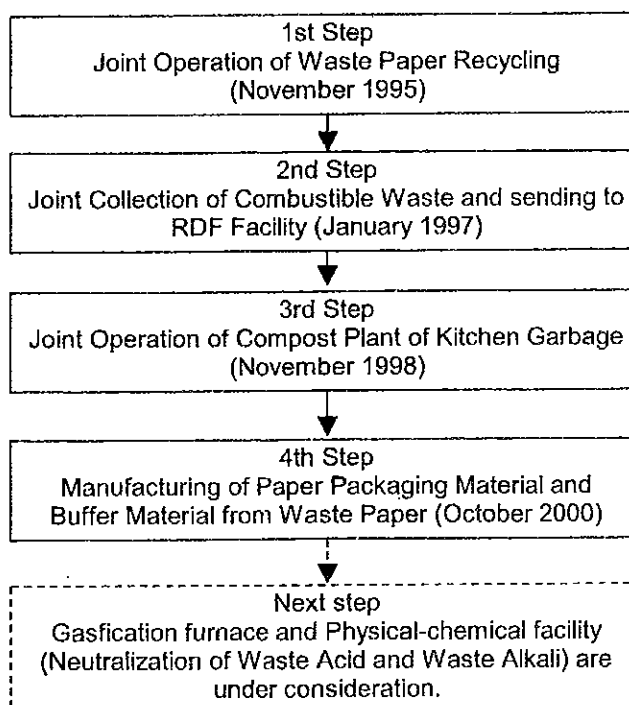 1st Step
Joint Operation of Waste Paper Recycling
(November 1995)
2nd Step
Joint Collection of Combustible Waste and sending to
RDF Facility (January 1997)
3rd Step
Joint Operation of Compost Plant of Kitchen Garbage
(November 1998)
4th Step
Manufacturing of Paper Packaging Material and
Buffer Material from Waste Paper (October 2000)
Next step
Gasfication furnace and Physical-chemical facility
(Neutralization of Waste Acid and Waste Alkali) are
under consideration.